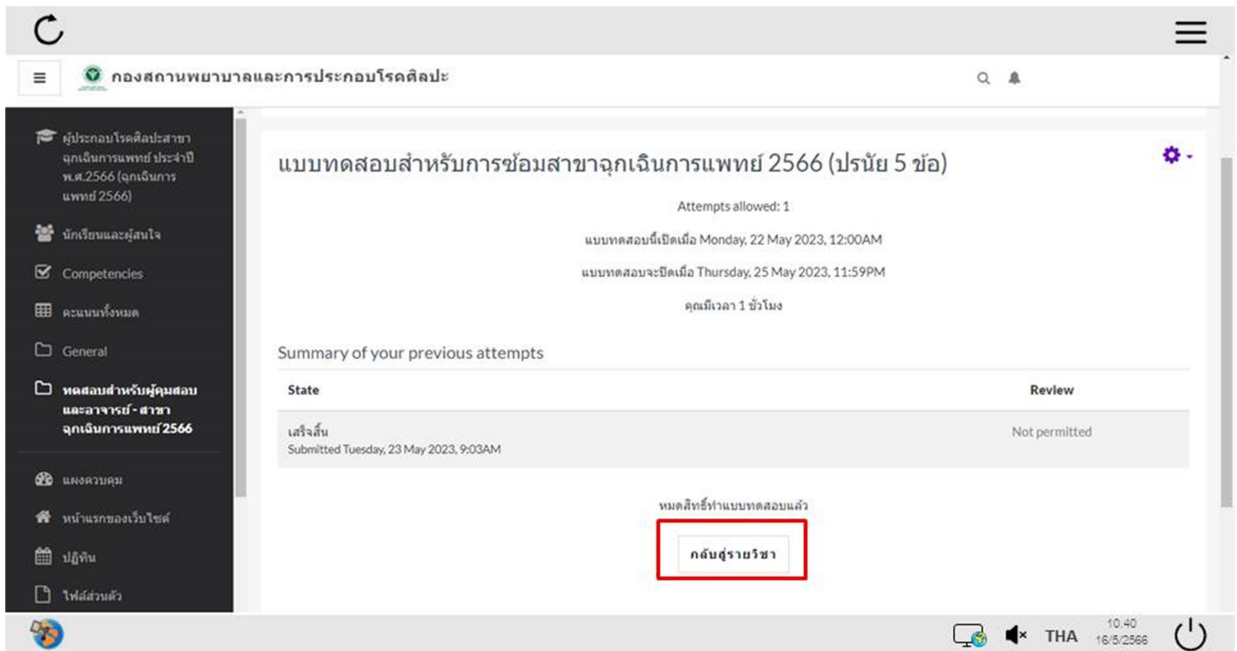 กองสถานพยาบาลและการประกอบโรคศิลปะ
ผู้ประกอบโรคศิลปะสาขา
ฉุกเฉินการแพทย์ ประจำปี
พ.ศ.2566 (ฉุกเฉินการ
แพทย์ 2566)
นักเรียนและผู้สนใจ
Competencies
คะแนนทั้งหมด
General
ทดสอบสำหรับผู้คุมสอบ
และอาจารย์ - สาขา
ฉุกเฉินการแพทย์ 2566
แผงควบคุม
หน้าแรกของเว็บไซต์
ปฏิทิน
ไฟล์ส่วนตัว
แบบทดสอบสำหรับการซ้อมสาขาฉุกเฉินการแพทย์ 2566 (ปรนัย 5 ข้อ)
Attempts allowed: 1
แบบทดสอบนี้เปิดเมื่อ Monday, 22 May 2023, 12:00AM
แบบทดสอบจะปิดเมื่อ Thursday, 25 May 2023, 11:59PM
คุณมีเวลา 1 ชั่วโมง
Summary of your previous attempts
State Review
เสร็จสิ้น
Submitted Tuesday, 23 May 2023, 9:03AM Not permitted
หมดสิทธิ์ทำแบบทดสอบแล้ว
กลับสู่รายวิชา
THA 10.40
16/5/2566